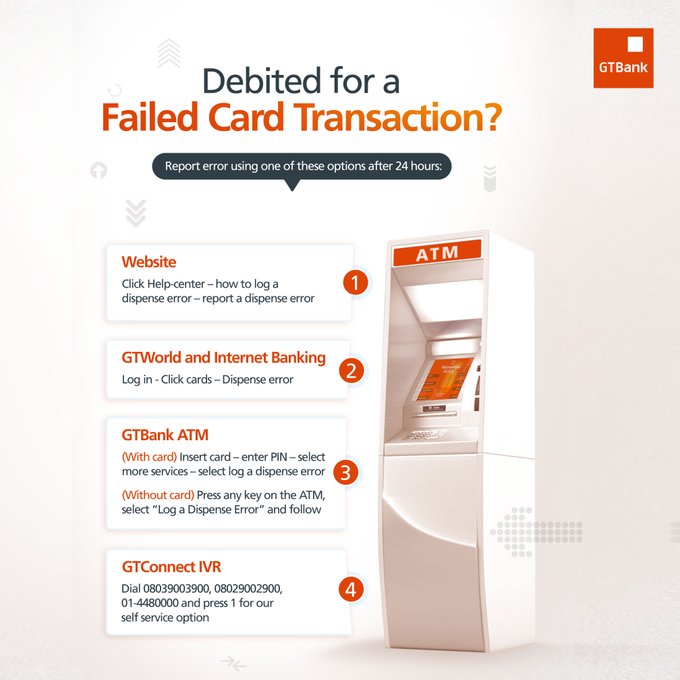 GTBank
Debited for a
Failed Card Transaction?
Report error using one of these options after 24 hours:
Website
Click Help-center – how to log a
dispense error – report a dispense error
1
GTWorld and Internet Banking
Log in - Click cards – Dispense error
2
GTBank ATM
(With card) Insert card – enter PIN – select
more services – select log a dispense error
(Without card) Press any key on the ATM,
select “Log a Dispense Error” and follow
3
GTConnect IVR
Dial 08039003900, 08029002900,
01-4480000 and press 1 for our
self service option
4
ATM